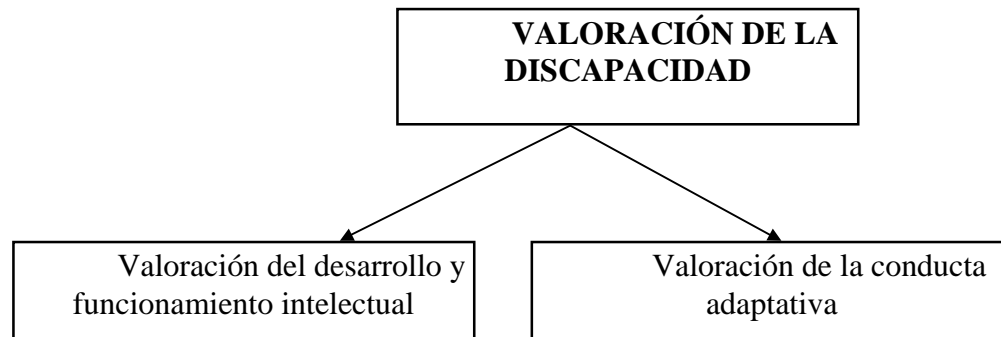 VALORACIÓN DE LA
DISCAPACIDAD
Valoración del desarrollo y
funcionamiento intelectual
Valoración de la conducta
adaptativa